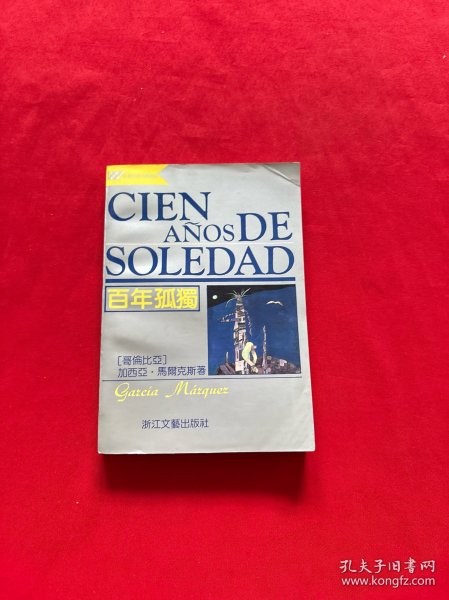 CIEN
AÑOS DE
SOLEDAD
百年孤獨
[哥倫比亞]
加西亞·馬爾克斯著
García Márquez
浙江文藝出版社
孔夫子旧书网
www.kongfz.com